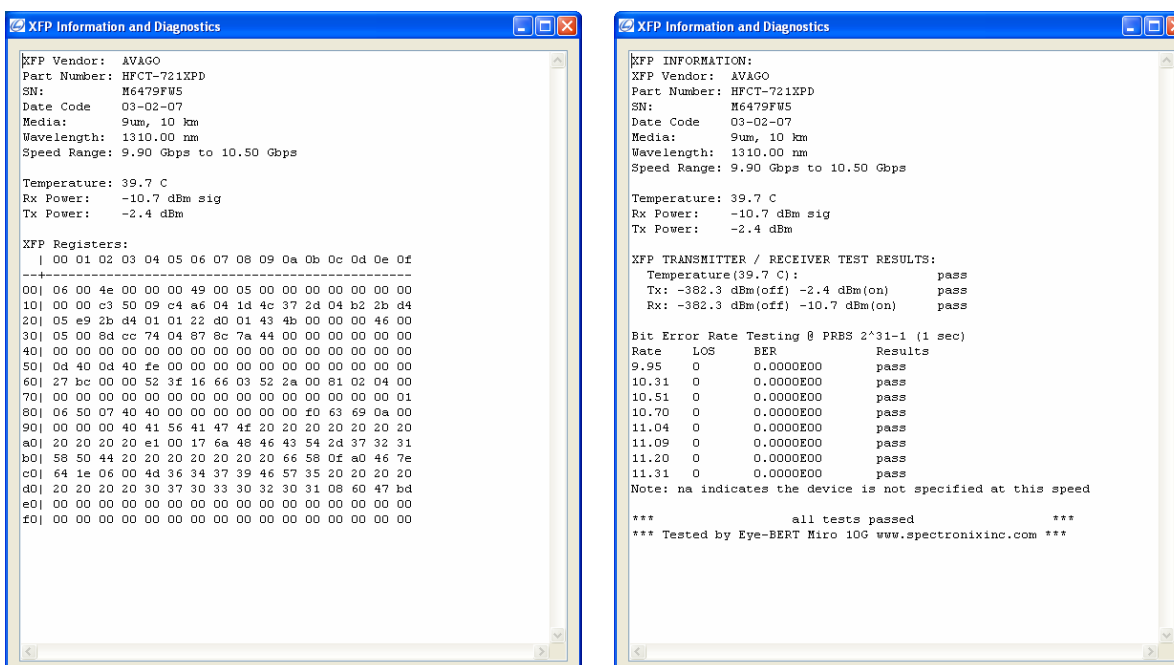 XFP Information and Diagnostics
XFP Vendor: AVAGO
Part Number: HFCT-721XPD
SN: M6479FW5
Date Code 03-02-07
Media: 9um, 10 km
Wavelength: 1310.00 nm
Speed Range: 9.90 Gbps to 10.50 Gbps
Temperature: 39.7 C
Rx Power: -10.7 dBm sig
Tx Power: -2.4 dBm
XFP Registers:
| 00 01 02 03 04 05 06 07 08 09 0a 0b 0c 0d 0e 0f
--+------------------------------------------------
00| 06 00 4e 00 00 00 49 00 05 00 00 00 00 00 00 00
10| 00 00 c3 50 09 c4 a6 04 1d 4c 37 2d 04 b2 2b d4
20| 05 e9 2b d4 01 01 22 d0 01 43 4b 00 00 00 46 00
30| 05 00 8d cc 74 04 87 8c 7a 44 00 00 00 00 00 00
40| 00 00 00 00 00 00 00 00 00 00 00 00 00 00 00 00
50| 0d 40 0d 40 fe 00 00 00 00 00 00 00 00 00 00 00
60| 27 bc 00 00 52 3f 16 66 03 52 2a 00 81 02 04 00
70| 00 00 00 00 00 00 00 00 00 00 00 00 00 00 00 01
80| 06 50 07 40 40 00 00 00 00 00 00 f0 63 69 0a 00
90| 00 00 00 40 41 56 41 47 4f 20 20 20 20 20 20 20
a0| 20 20 20 20 e1 00 17 6a 48 46 43 54 2d 37 32 31
b0| 58 50 44 20 20 20 20 20 20 20 66 58 0f a0 46 7e
c0| 64 1e 06 00 4d 36 34 37 39 46 57 35 20 20 20 20
d0| 20 20 20 20 30 37 30 33 30 32 30 31 08 60 47 bd
e0| 00 00 00 00 00 00 00 00 00 00 00 00 00 00 00 00
f0| 00 00 00 00 00 00 00 00 00 00 00 00 00 00 00 00
XFP Information and Diagnostics
XFP INFORMATION:
XFP Vendor: AVAGO
Part Number: HFCT-721XPD
SN: M6479FW5
Date Code 03-02-07
Media: 9um, 10 km
Wavelength: 1310.00 nm
Speed Range: 9.90 Gbps to 10.50 Gbps
Temperature: 39.7 C
Rx Power: -10.7 dBm sig
Tx Power: -2.4 dBm
XFP TRANSMITTER / RECEIVER TEST RESULTS:
Temperature(39.7 C): pass
Tx: -382.3 dBm(off) -2.4 dBm(on) pass
Rx: -382.3 dBm(off) -10.7 dBm(on) pass
Bit Error Rate Testing @ PRBS 2^31-1 (1 sec)
Rate LOS BER Results
9.95 0 0.0000E00 pass
10.31 0 0.0000E00 pass
10.51 0 0.0000E00 pass
10.70 0 0.0000E00 pass
11.04 0 0.0000E00 pass
11.09 0 0.0000E00 pass
11.20 0 0.0000E00 pass
11.31 0 0.0000E00 pass
Note: na indicates the device is not specified at this speed
*** all tests passed ***
*** Tested by Eye-BERT Miro 10G www.spectronixinc.com ***